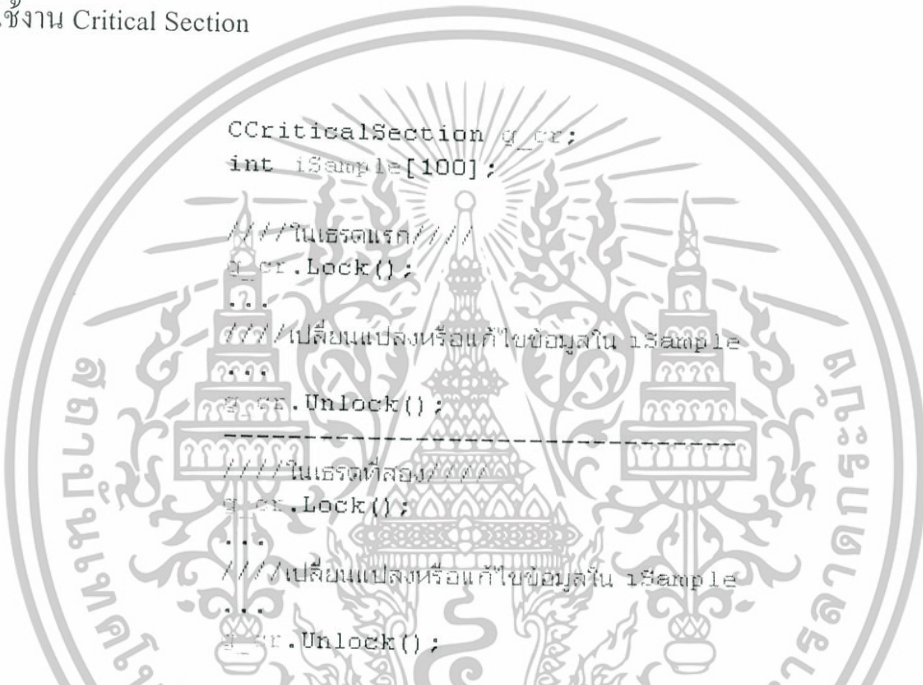 ใช้งาน Critical Section
CCriticalSection g_cr;
int iSample[100];
////ในเธรดแรก////
g_cr.Lock();
...
////เปลี่ยนแปลงหรือแก้ไขข้อมูลใน iSample
...
g_cr.Unlock();
--------------------------------
////ในเธรดที่สอง////
g_cr.Lock();
...
////เปลี่ยนแปลงหรือแก้ไขข้อมูลใน iSample
...
g_cr.Unlock();